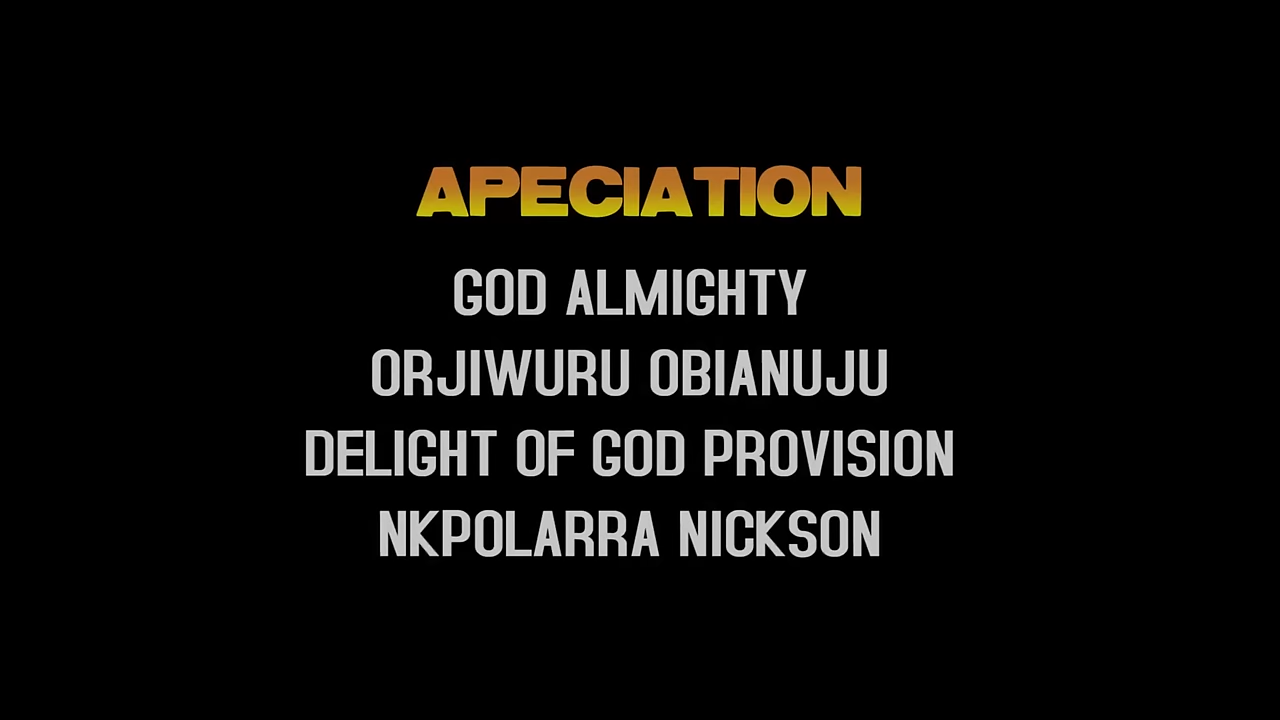 APECIATION
GOD ALMIGHTY
ORJIWURU OBIANUJU
DELIGHT OF GOD PROVISION
NKPOLARRA NICKSON